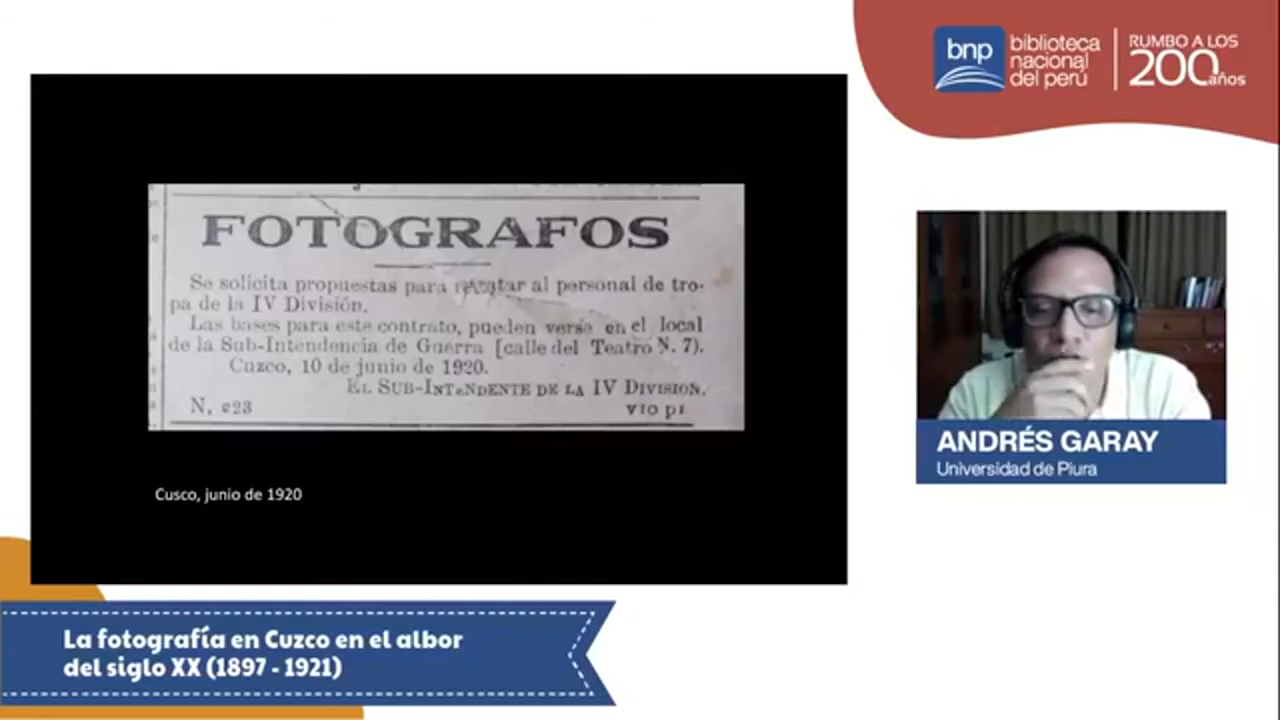 bnp
biblioteca
nacional
del perú
RUMBO A LOS
200
años
FOTOGRAFOS
Se solicita propuestas para retratar al personal de tro-
pa de la IV División.
Las bases para este contrato, pueden verse en el local
de la Sub-Intendencia de Guerra [calle del Teatro N. 7).
Cuzco, 10 de junio de 1920.
EL SUB-INTENDENTE DE LA IV DIVISION.
N, 223
v10 p1
Cusco, junio de 1920
ANDRÉS GARAY
Universidad de Piura
La fotografía en Cuzco en el albor
del siglo XX (1897 - 1921)